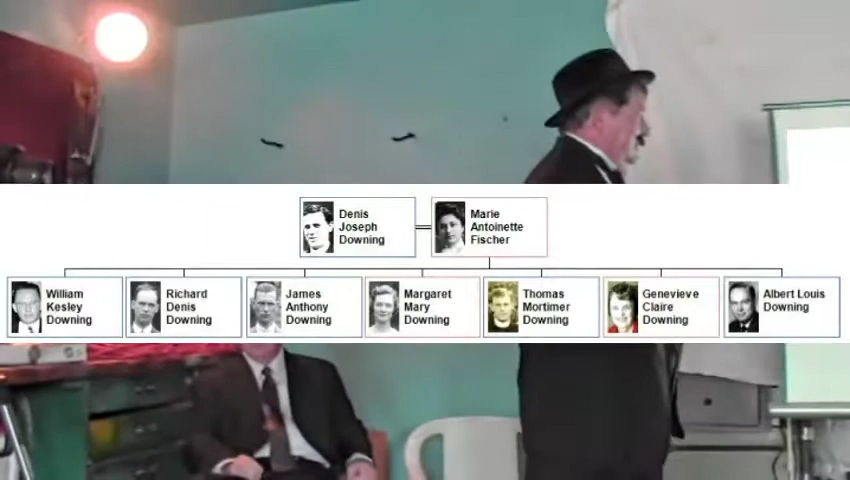 Denis
Joseph
Downing
Marie
Antoinette
Fischer
William
Kesley
Downing
Richard
Denis
Downing
James
Anthony
Downing
Margaret
Mary
Downing
Thomas
Mortimer
Downing
Genevieve
Claire
Downing
Albert Louis
Downing